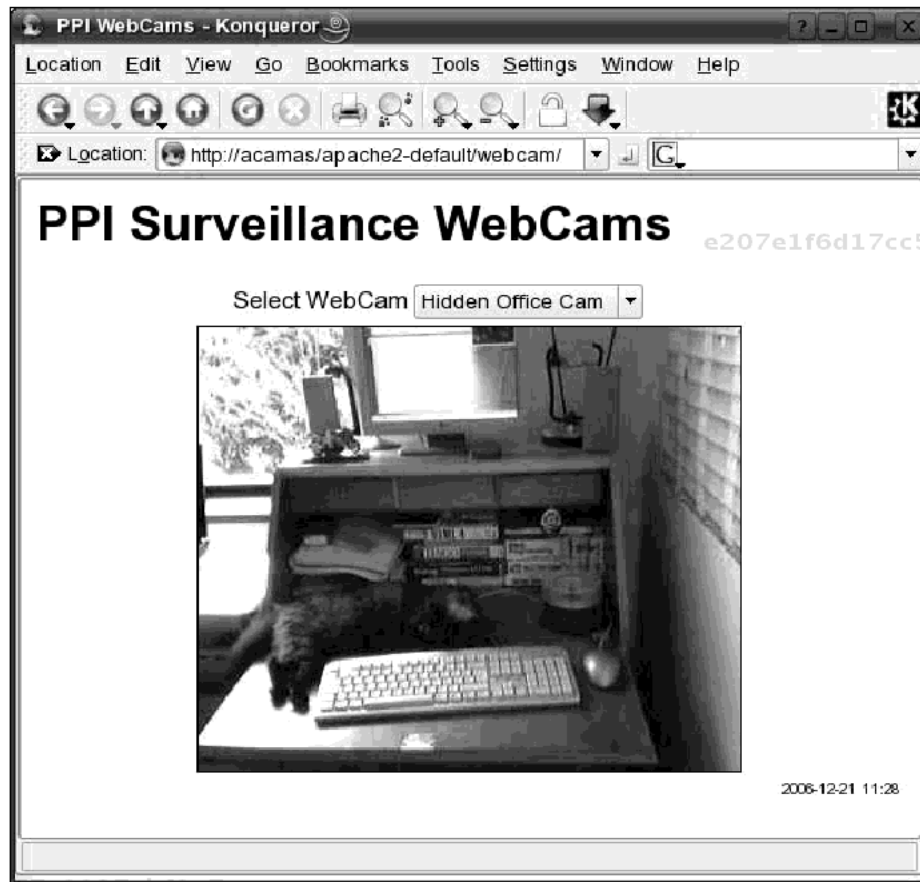 PPI WebCams - Konqueror
Location Edit View Go Bookmarks Tools Settings Window Help
Location: http://acamas/apache2-default/webcam/ G
PPI Surveillance WebCams
e207e1f6d17cc5
Select WebCam Hidden Office Cam
2006-12-21 11:28